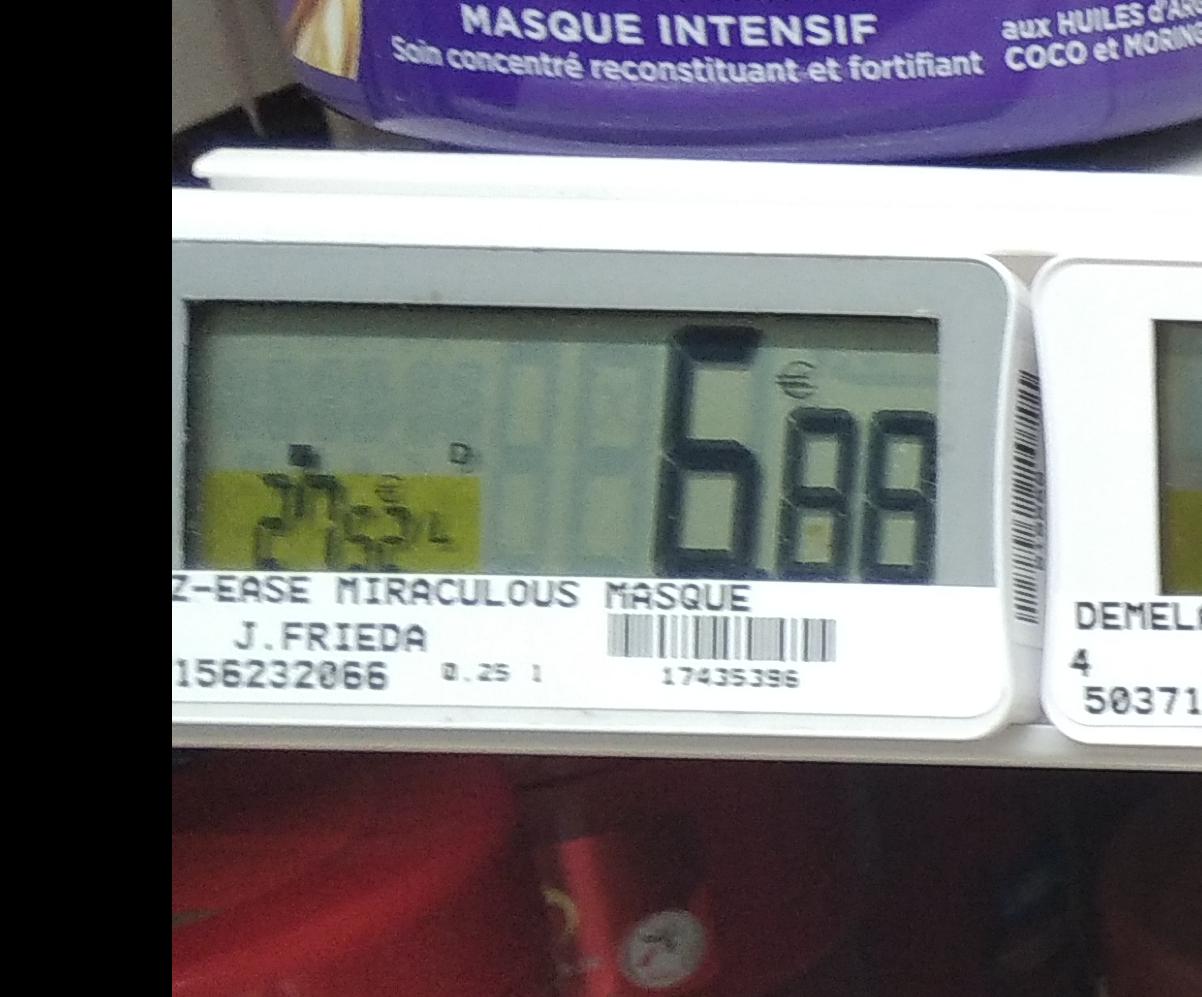 MASQUE INTENSIF
Soin concentré reconstituant et fortifiant
aux HUILES
COCO et
6 € 88
€/L
Z-EASE MIRACULOUS MASQUE
J.FRIEDA
156232066 0.25 l 17435396
DEMEL
4
50371